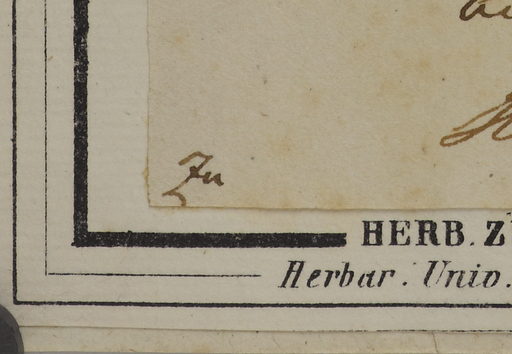 Zu
HERB. Z
Herbar. Univ.